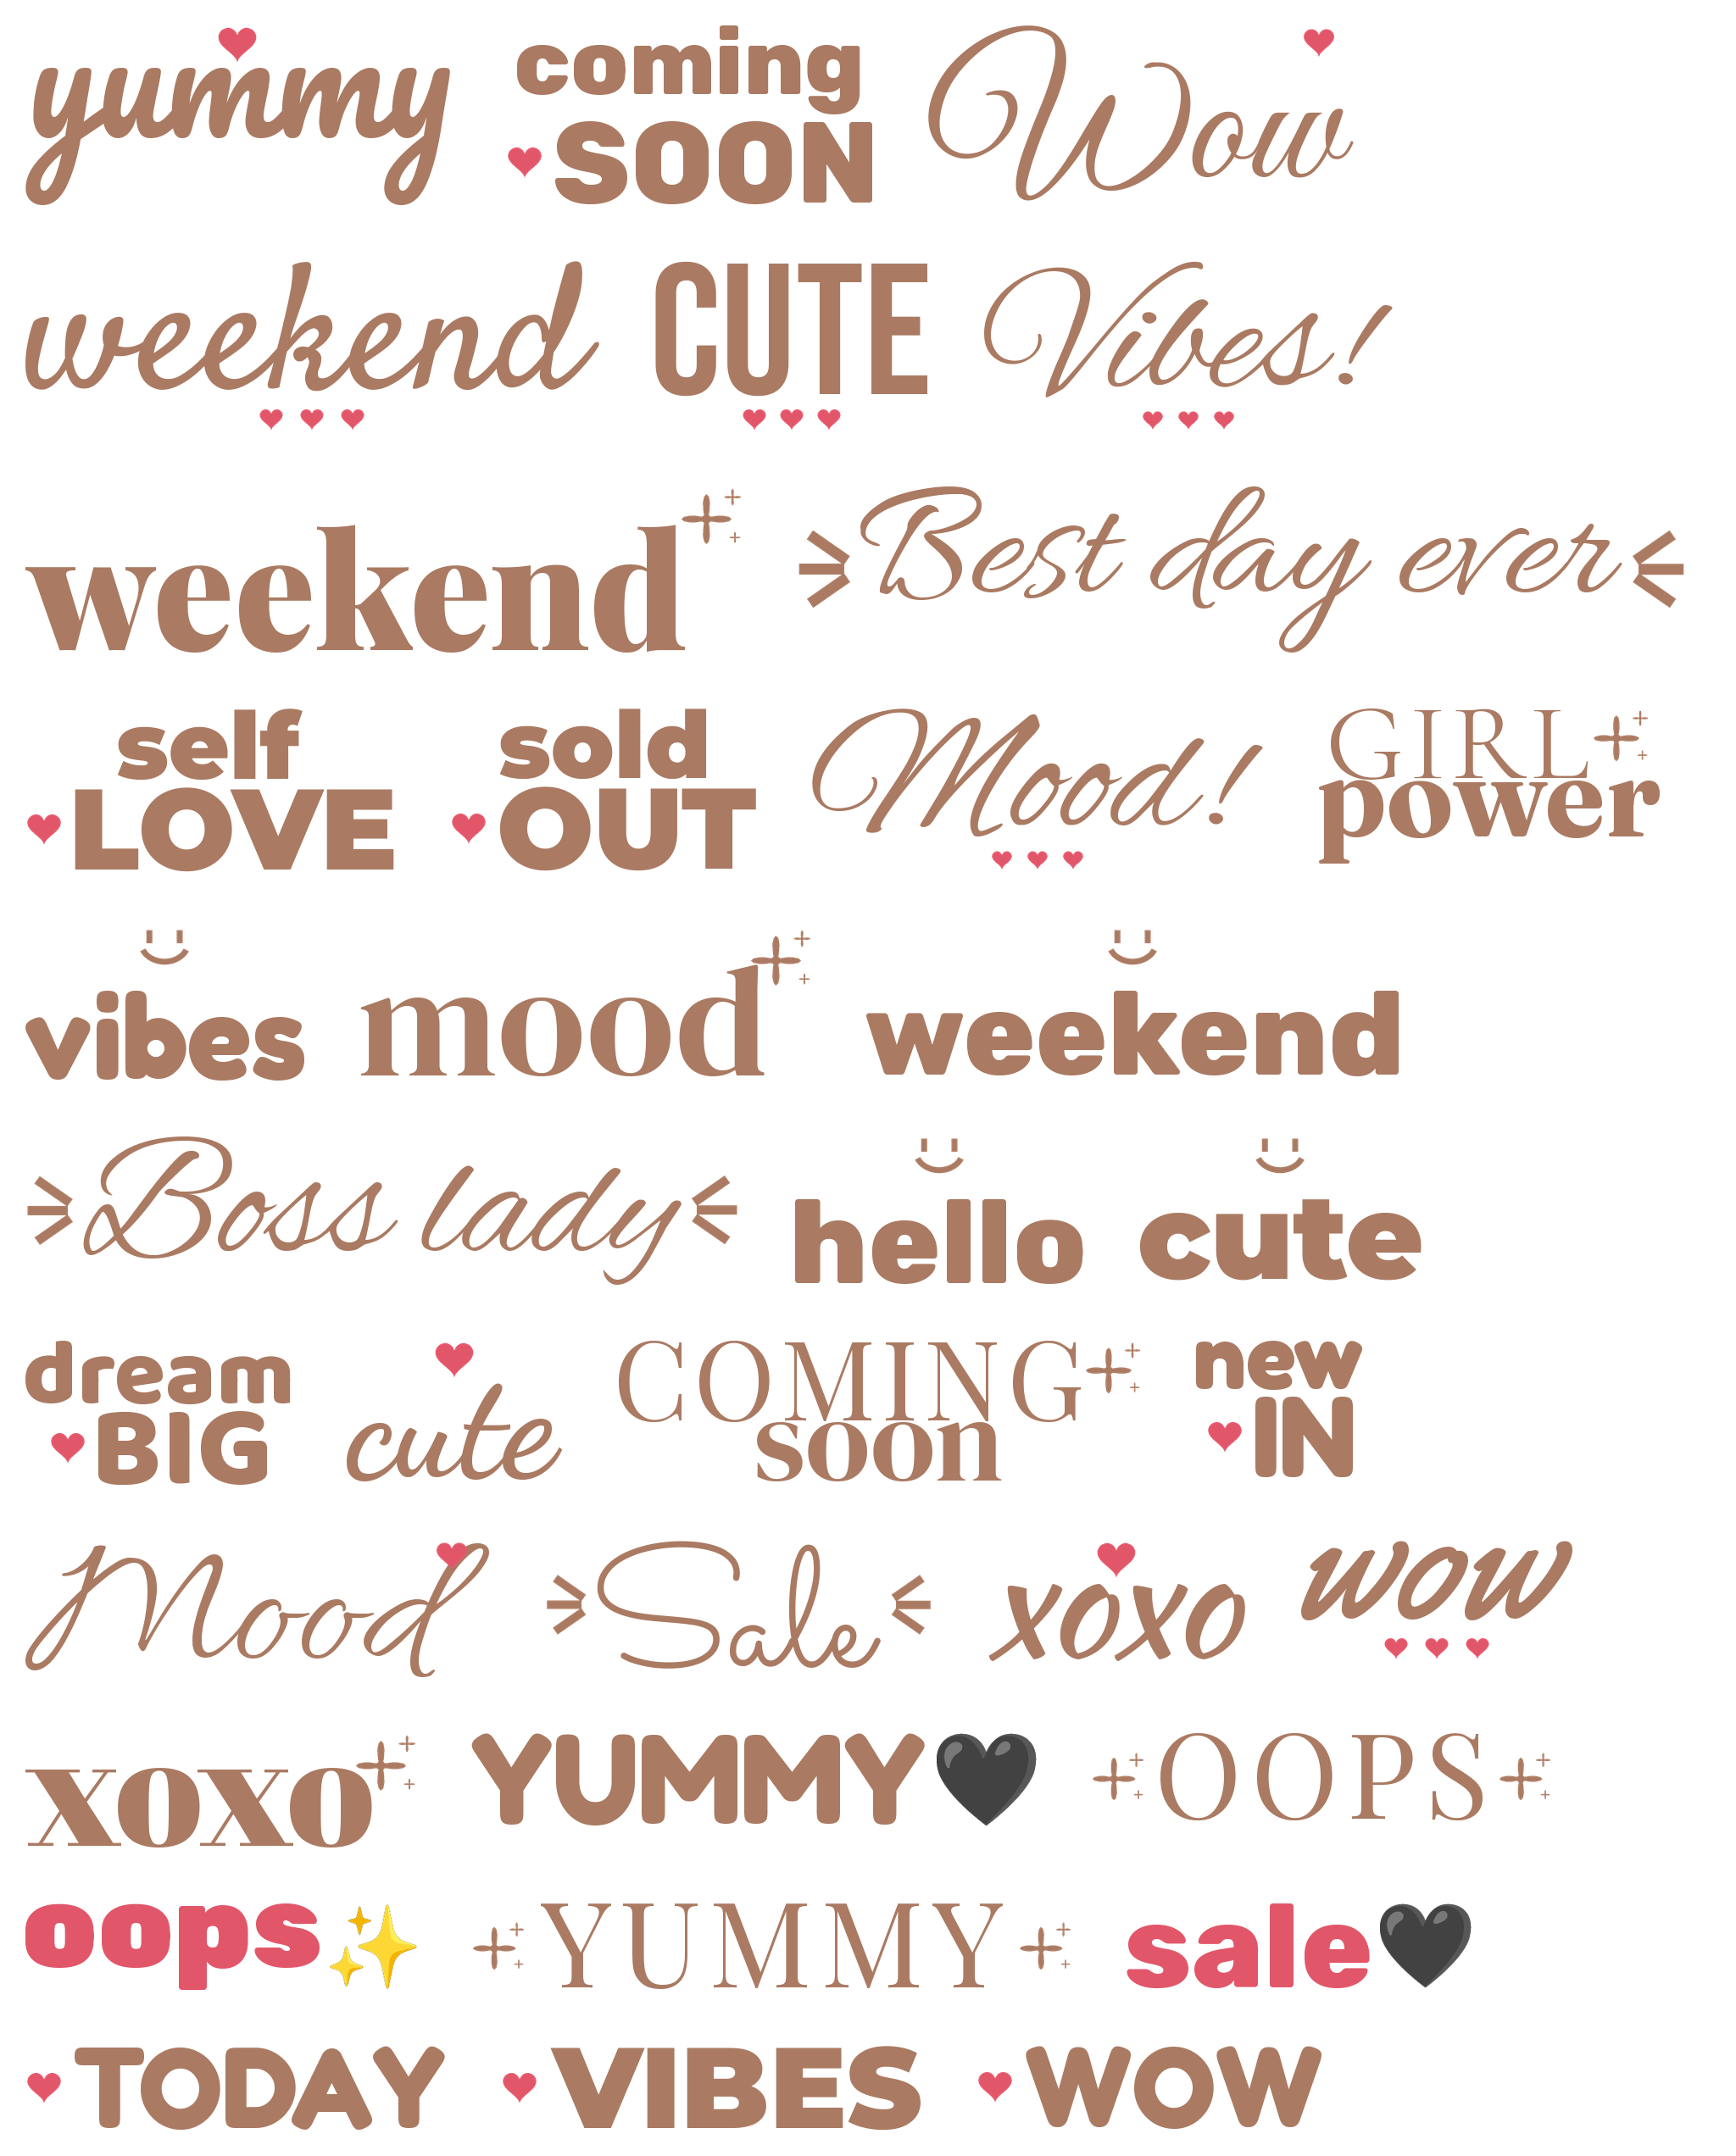 yummy
coming
SOON
Wow
weekend
CUTE
Vibes!
weekend
Best day ever
self
LOVE
sold
OUT
Mood!
GIRL
power
vibes
mood
weekend
Boss lady
hello
cute
dream
BIG
cute
COMING
soon
new
IN
Mood
Sale
xoxo
wow
xoxo
YUMMY🖤
OOPS
oops✨
YUMMY
sale🖤
TODAY
VIBES
WOW